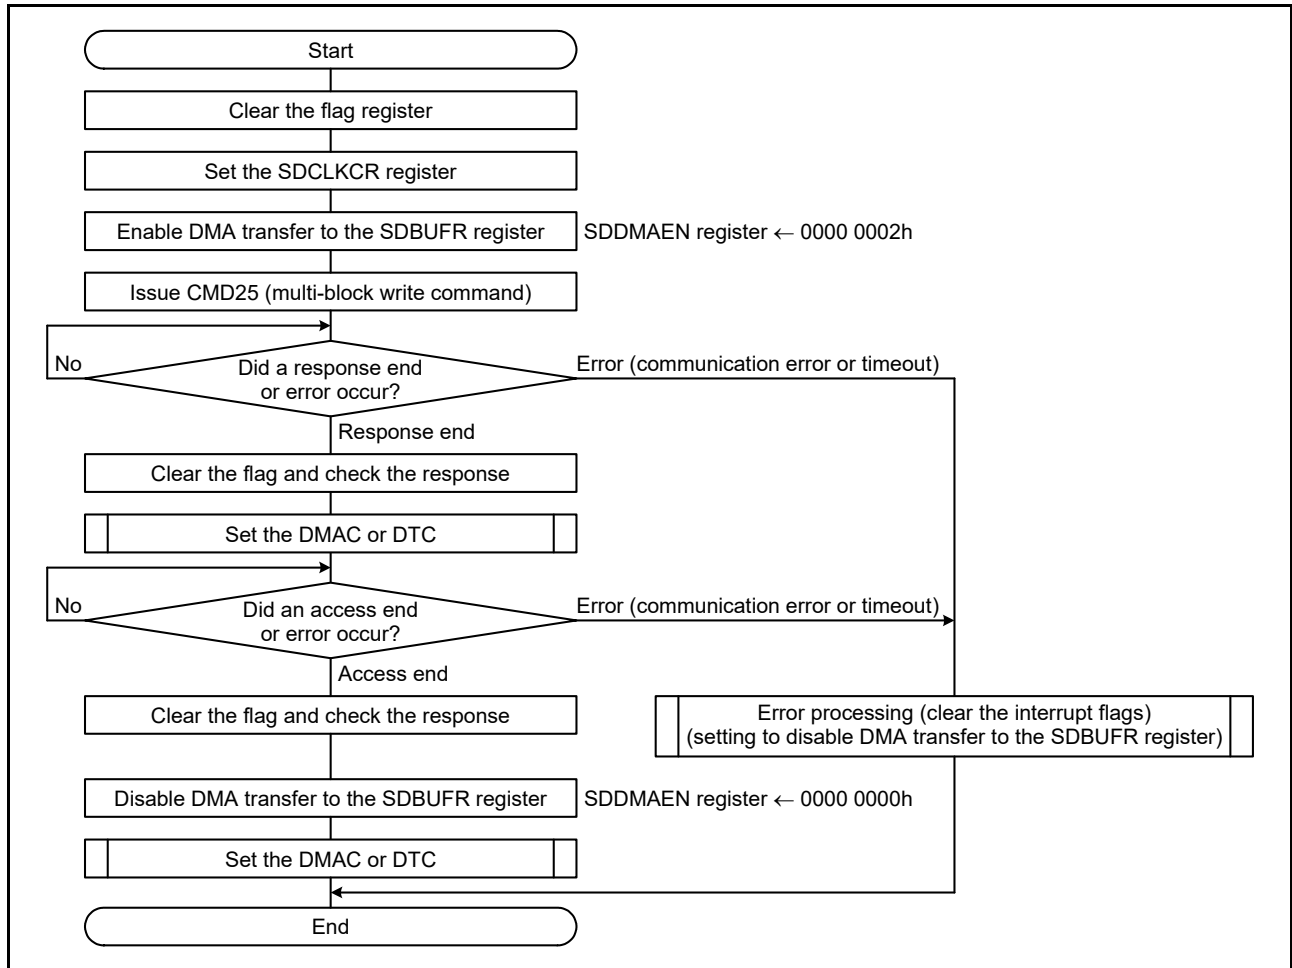 Start
Clear the flag register
Set the SDCLKCR register
Enable DMA transfer to the SDBUFR register
SDDMAEN register ← 0000 0002h
Issue CMD25 (multi-block write command)
No
Did a response end
or error occur?
Error (communication error or timeout)
Response end
Clear the flag and check the response
Set the DMAC or DTC
No
Did an access end
or error occur?
Error (communication error or timeout)
Access end
Clear the flag and check the response
Error processing (clear the interrupt flags)
(setting to disable DMA transfer to the SDBUFR register)
Disable DMA transfer to the SDBUFR register
SDDMAEN register ← 0000 0000h
Set the DMAC or DTC
End